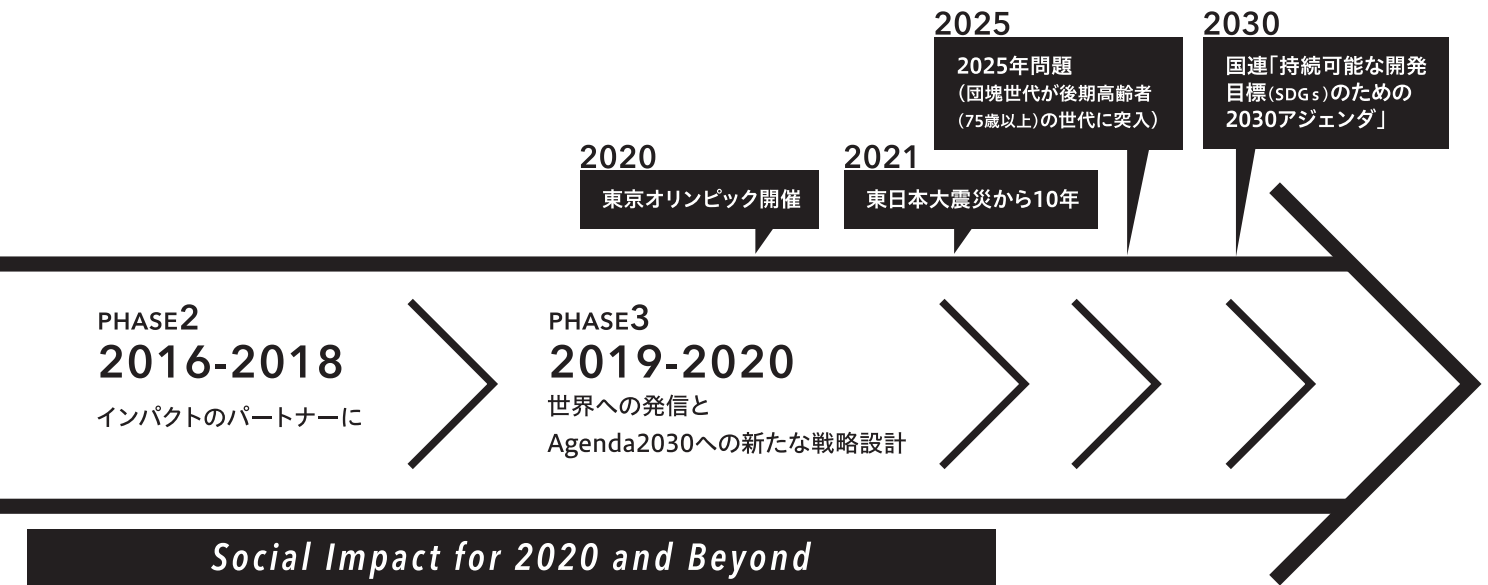 2020
東京オリンピック開催
2021
東日本大震災から10年
2025
2025年問題
(団塊世代が後期高齢者
(75歳以上)の世代に突入)
2030
国連「持続可能な開発
目標(SDGs)のための
2030アジェンダ」
PHASE2
2016-2018
インパクトのパートナーに
PHASE3
2019-2020
世界への発信と
Agenda2030への新たな戦略設計
Social Impact for 2020 and Beyond